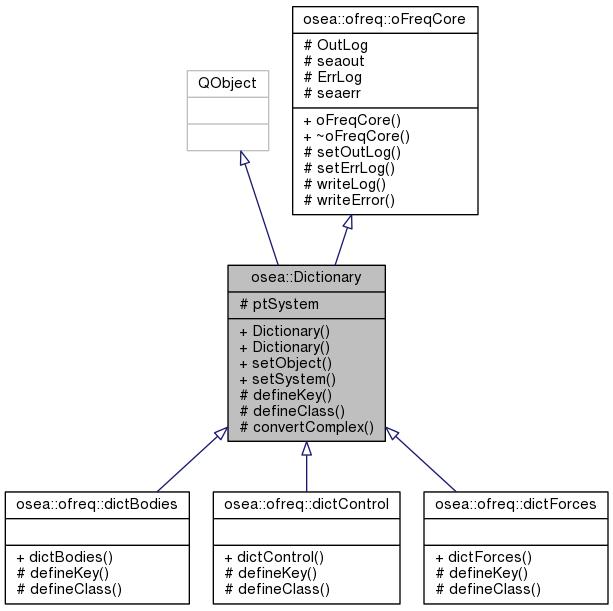 osea::ofreq::oFreqCore
# OutLog
# seaout
# ErrLog
# seaerr
+ oFreqCore()
+ ~oFreqCore()
# setOutLog()
# setErrLog()
# writeLog()
# writeError()
QObject
osea::Dictionary
# ptSystem
+ Dictionary()
+ Dictionary()
+ setObject()
+ setSystem()
# defineKey()
# defineClass()
# convertComplex()
osea::ofreq::dictBodies
+ dictBodies()
# defineKey()
# defineClass()
osea::ofreq::dictControl
+ dictControl()
# defineKey()
# defineClass()
osea::ofreq::dictForces
+ dictForces()
# defineKey()
# defineClass()